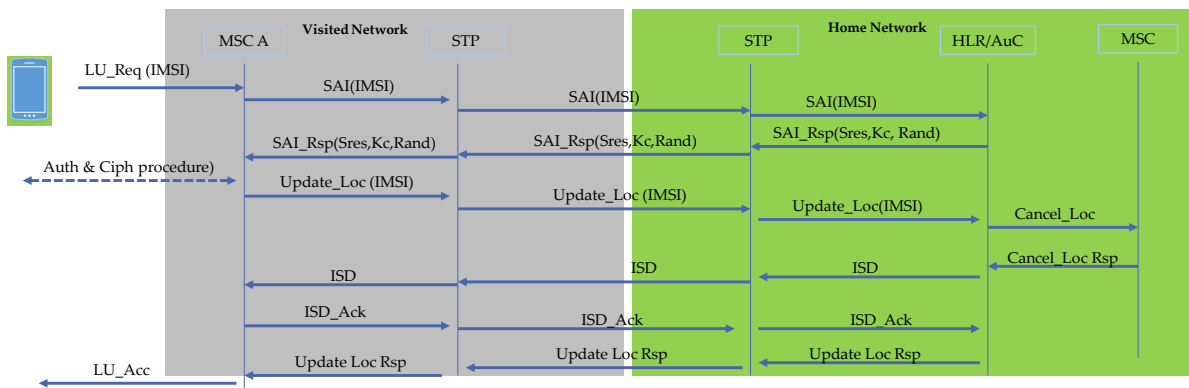 Visited Network
Home Network
MSC A
STP
STP
HLR/AuC
MSC
LU_Req (IMSI)
SAI(IMSI)
SAI(IMSI)
SAI(IMSI)
SAI_Rsp(Sres,Kc, Rand)
SAI_Rsp(Sres,Kc,Rand)
SAI_Rsp(Sres,Kc,Rand)
Auth & Ciph procedure)
Update_Loc (IMSI)
Update_Loc (IMSI)
Update_Loc(IMSI)
Cancel_Loc
Cancel_Loc Rsp
ISD
ISD
ISD
ISD_Ack
ISD_Ack
ISD_Ack
Update Loc Rsp
Update Loc Rsp
Update Loc Rsp
LU_Acc